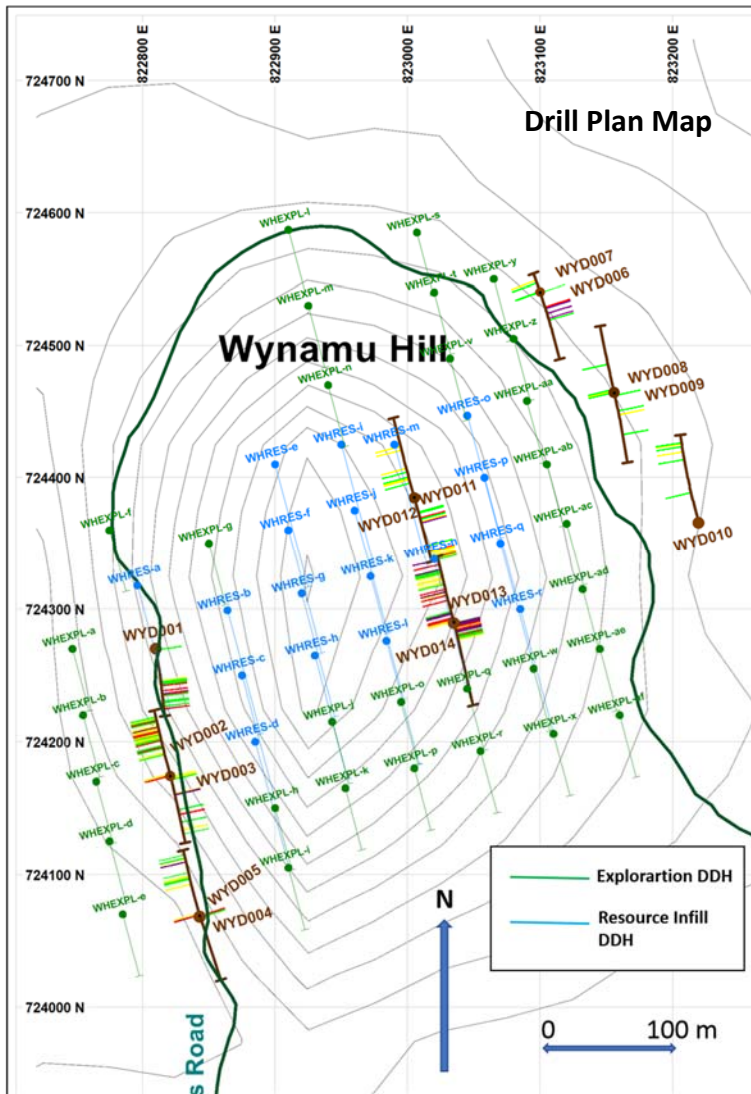 822800 E
822900 E
823000 E
823100 E
823200 E
724700 N
Drill Plan Map
724600 N
WHEXPL-l
WHEXPL-s
WHEXPL-y
WYD007
WHEXPL-t
WYD006
WHEXPL-m
724500 N
Wynamu Hill
WHEXPL-v
WHEXPL-z
WYD008
WHEXPL-n
WYD009
WHEXPL-aa
WHRES-o
724400 N
WHRES-e
WHRES-i
WHRES-m
WHRES-p
WHEXPL-ab
WYD011
WHEXPL-f
WHEXPL-g
WHRES-f
WHRES-j
WYD012
WHEXPL-ac
WYD010
WHRES-q
WHRES-n
WHRES-a
WHRES-k
WHEXPL-ad
724300 N
WHRES-b
WHRES-g
WYD013
WHRES-r
WHEXPL-a
WYD001
WHRES-h
WHRES-l
WYD014
WHEXPL-ae
WHRES-c
WHEXPL-w
WHEXPL-b
WHEXPL-j
WHEXPL-o
WHEXPL-q
WHEXPL-af
724200 N
WYD002
WHRES-d
WHEXPL-x
WHEXPL-c
WYD003
WHEXPL-h
WHEXPL-k
WHEXPL-p
WHEXPL-r
WHEXPL-d
724100 N
WHEXPL-i
WYD005
WHEXPL-e
WYD004
Explorartion DDH
Resource Infill
DDH
N
724000 N
0 100 m
s Road